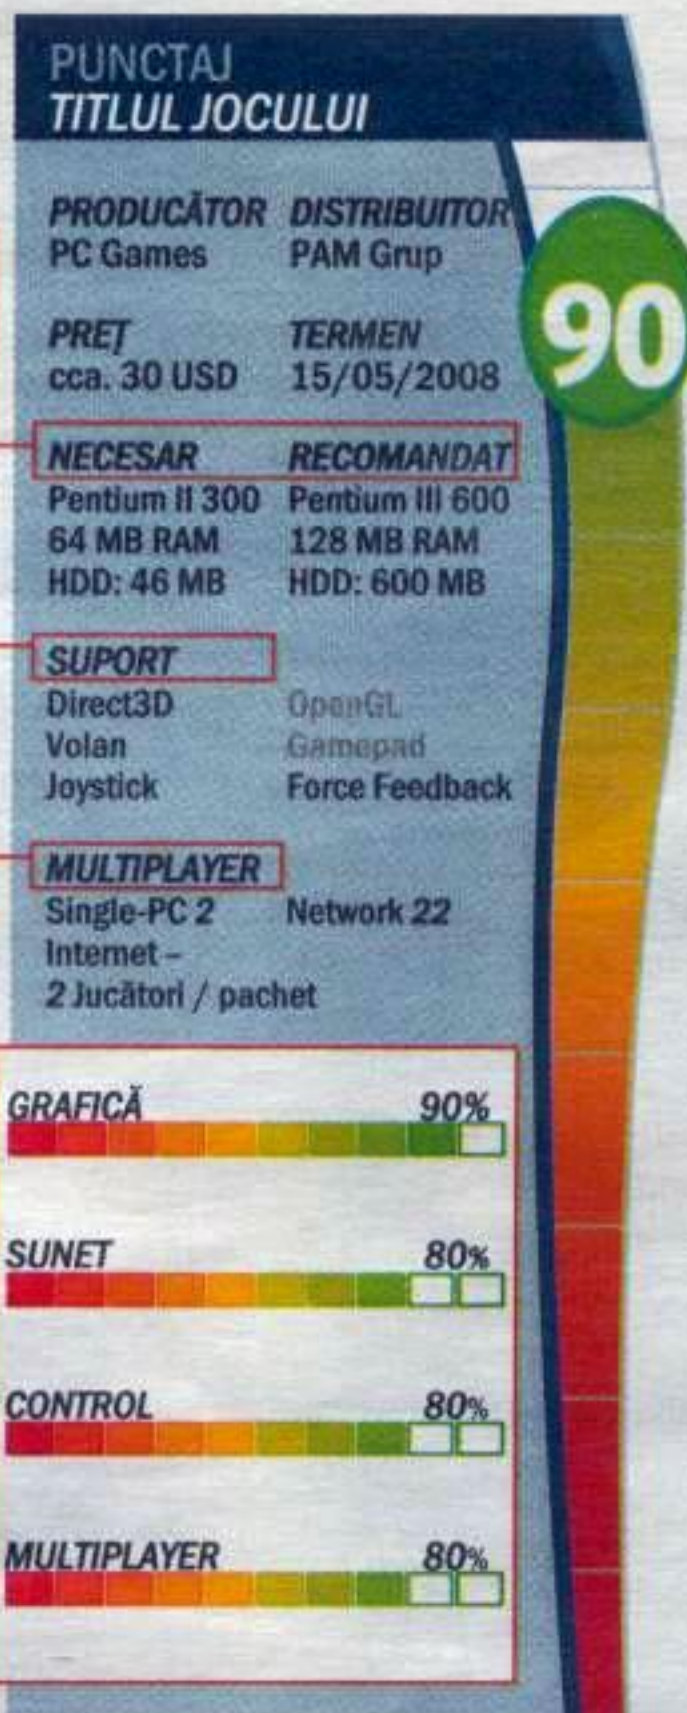 PUNCTAJ
TITLUL JOCULUI
PRODUCĂTOR DISTRIBUITOR
PC Games PAM Grup
90
PREȚ TERMEN
cca. 30 USD 15/05/2008
NECESAR RECOMANDAT
Pentium II 300 Pentium III 600
64 MB RAM 128 MB RAM
HDD: 46 MB HDD: 600 MB
SUPORT
Direct3D OpenGL
Volan Gamepad
Joystick Force Feedback
MULTIPLAYER
Single-PC 2 Network 22
Internet –
2 Jucători / pachet
GRAFICĂ 90%
SUNET 80%
CONTROL 80%
MULTIPLAYER 80%